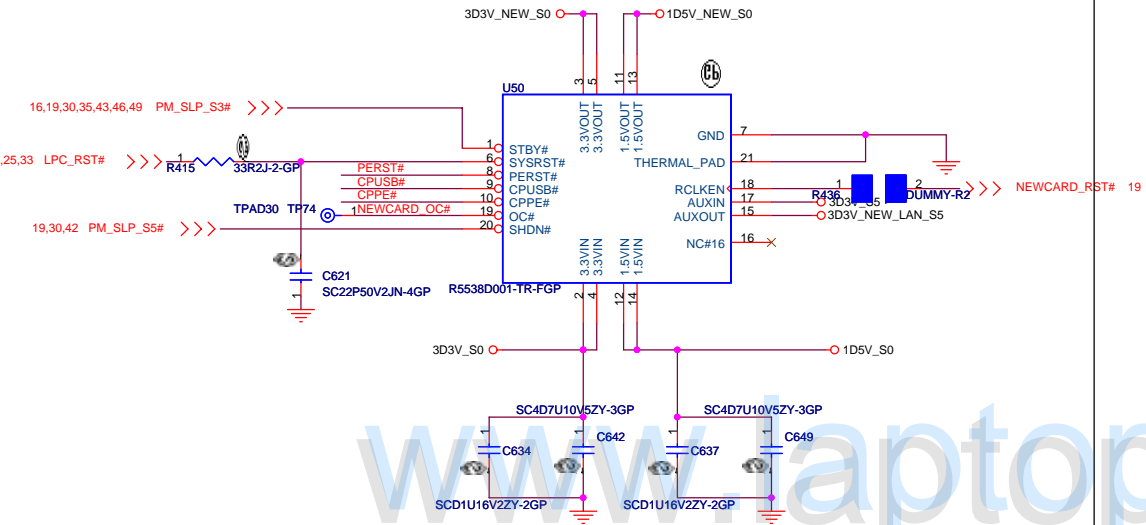 3D3V_NEW_S0
1D5V_NEW_S0
3
5
11
13
U50
16,19,30,35,43,46,49 PM_SLP_S3#
3.3VOUT
3.3VOUT
1.5VOUT
1.5VOUT
GND 7
1 STBY#
,25,33 LPC_RST#
1
R415
33R2J-2-GP
6 SYSRST#
THERMAL_PAD 21
PERST# 8 PERST#
CPUSB# 9 CPUSB#
RCLKEN 18
1
R436
2
DUMMY-R2
NEWCARD_RST# 19
CPPE# 10 CPPE#
AUXIN 17
3D3V_S5
TPAD30 TP74
1 NEWCARD_OC# 19 OC#
AUXOUT 15
3D3V_NEW_LAN_S5
19,30,42 PM_SLP_S5#
20 SHDN#
NC#16 16
3.3VIN
3.3VIN
1.5VIN
1.5VIN
C621
SC22P50V2JN-4GP
1
R5538D001-TR-FGP
2
4
12
14
3D3V_S0
1D5V_S0
SC4D7U10V5ZY-3GP
SC4D7U10V5ZY-3GP
1
C634
1
C642
1
C637
1
C649
SCD1U16V2ZY-2GP
SCD1U16V2ZY-2GP
www.laptop